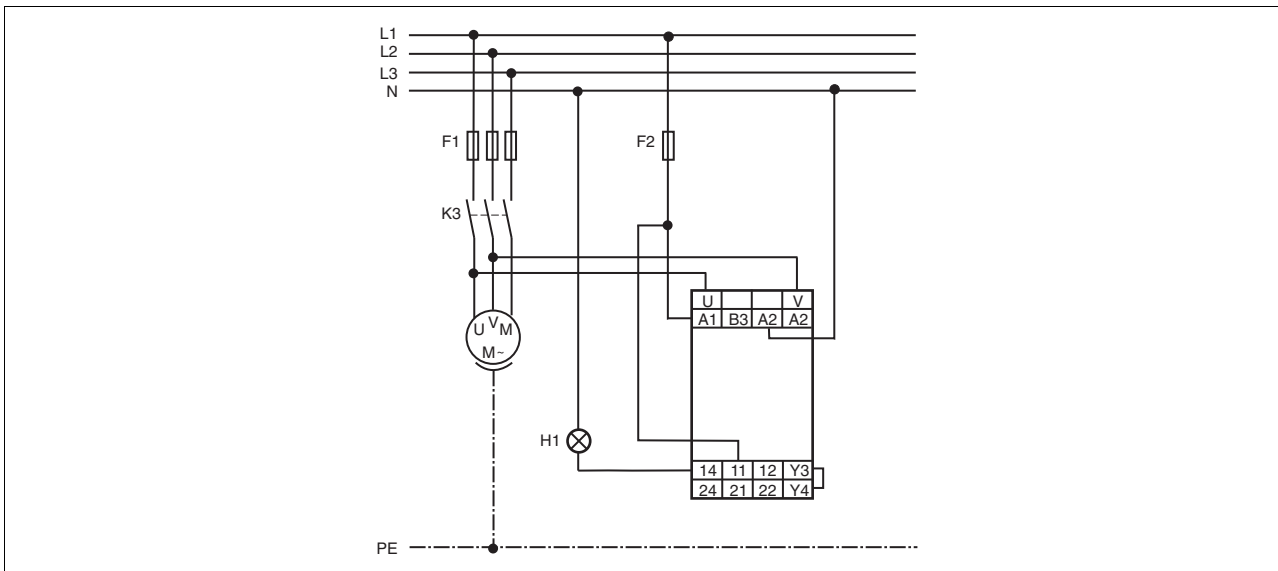 L1
L2
L3
N
F1
F2
K3
U V
A1 B3 A2 A2
U V M
M~
H1
14 11 12 Y3
24 21 22 Y4
PE